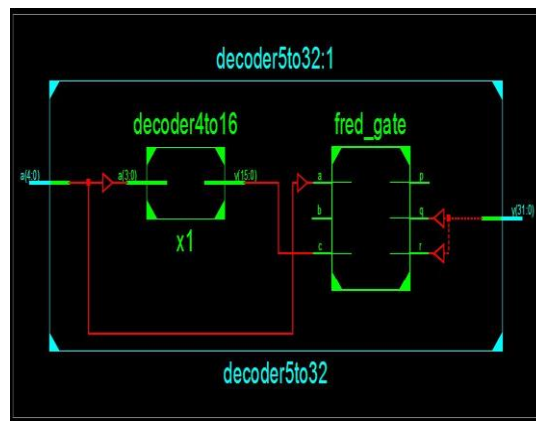 decoder5to32:1
decoder4to16
fred_gate
a(4:0)
a(3:0)
y(15:0)
a
p
b
q
y(31:0)
c
r
x1
decoder5to32